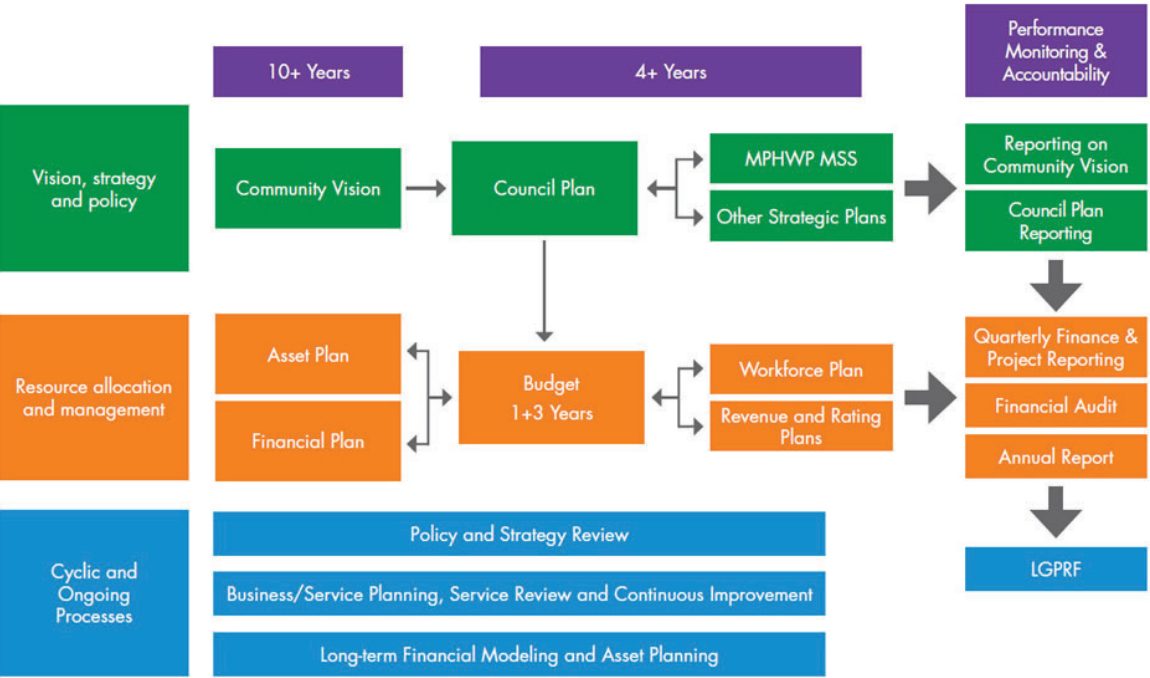 10+ Years
4+ Years
Performance
Monitoring &
Accountability
Vision, strategy
and policy
Community Vision
Council Plan
MPHWP MSS
Other Strategic Plans
Reporting on
Community Vision
Council Plan
Reporting
Resource allocation
and management
Asset Plan
Financial Plan
Budget
1+3 Years
Workforce Plan
Revenue and Rating
Plans
Quarterly Finance &
Project Reporting
Financial Audit
Annual Report
Cyclic and
Ongoing
Processes
Policy and Strategy Review
Business/Service Planning, Service Review and Continuous Improvement
Long-term Financial Modeling and Asset Planning
LGPRF